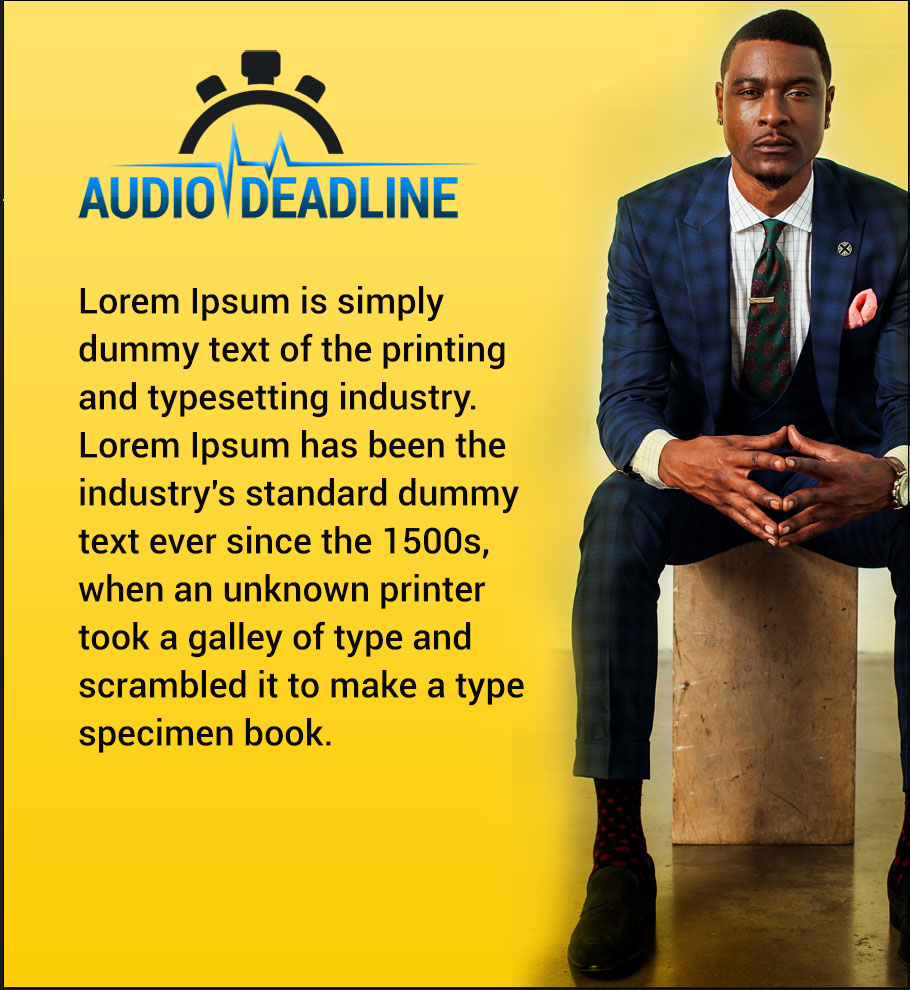 AUDIO DEADLINE
Lorem Ipsum is simply
dummy text of the printing
and typesetting industry.
Lorem Ipsum has been the
industry's standard dummy
text ever since the 1500s,
when an unknown printer
took a galley of type and
scrambled it to make a type
specimen book.